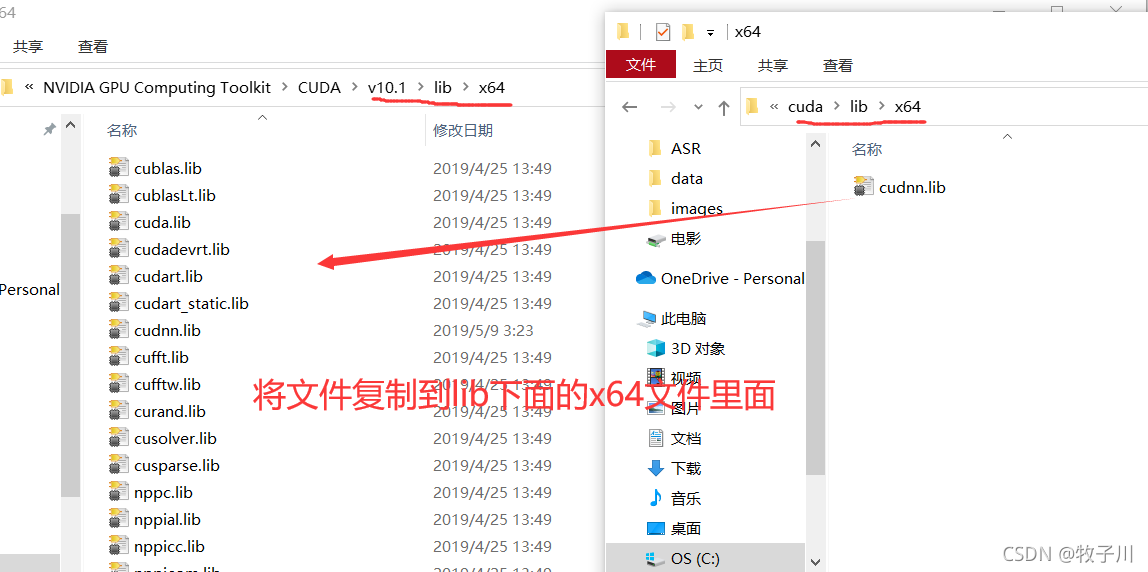 64
共享 查看
« NVIDIA GPU Computing Toolkit > CUDA > v10.1 > lib > x64
名称 修改日期
cublas.lib 2019/4/25 13:49
cublasLt.lib 2019/4/25 13:49
cuda.lib 2019/4/25 13:49
cudadevrt.lib 2019/4/25 13:49
cudart.lib 2019/4/25 13:49
cudart_static.lib 2019/4/25 13:49
cudnn.lib 2019/5/9 3:23
cufft.lib 2019/4/25 13:49
cufftw.lib 2019/4/25 13:49
curand.lib 2019/4/25 13:49
cusolver.lib 2019/4/25 13:49
cusparse.lib 2019/4/25 13:49
nppc.lib 2019/4/25 13:49
nppial.lib 2019/4/25 13:49
nppicc.lib 2019/4/25 13:49
Personal
将文件复制到lib下面的x64文件里面
x64
文件 主页 共享 查看
« cuda > lib > x64
ASR
data
images
电影
OneDrive - Personal
此电脑
3D 对象
视频
图片
文档
下载
音乐
桌面
OS (C:)
名称
cudnn.lib
CSDN @牧子川